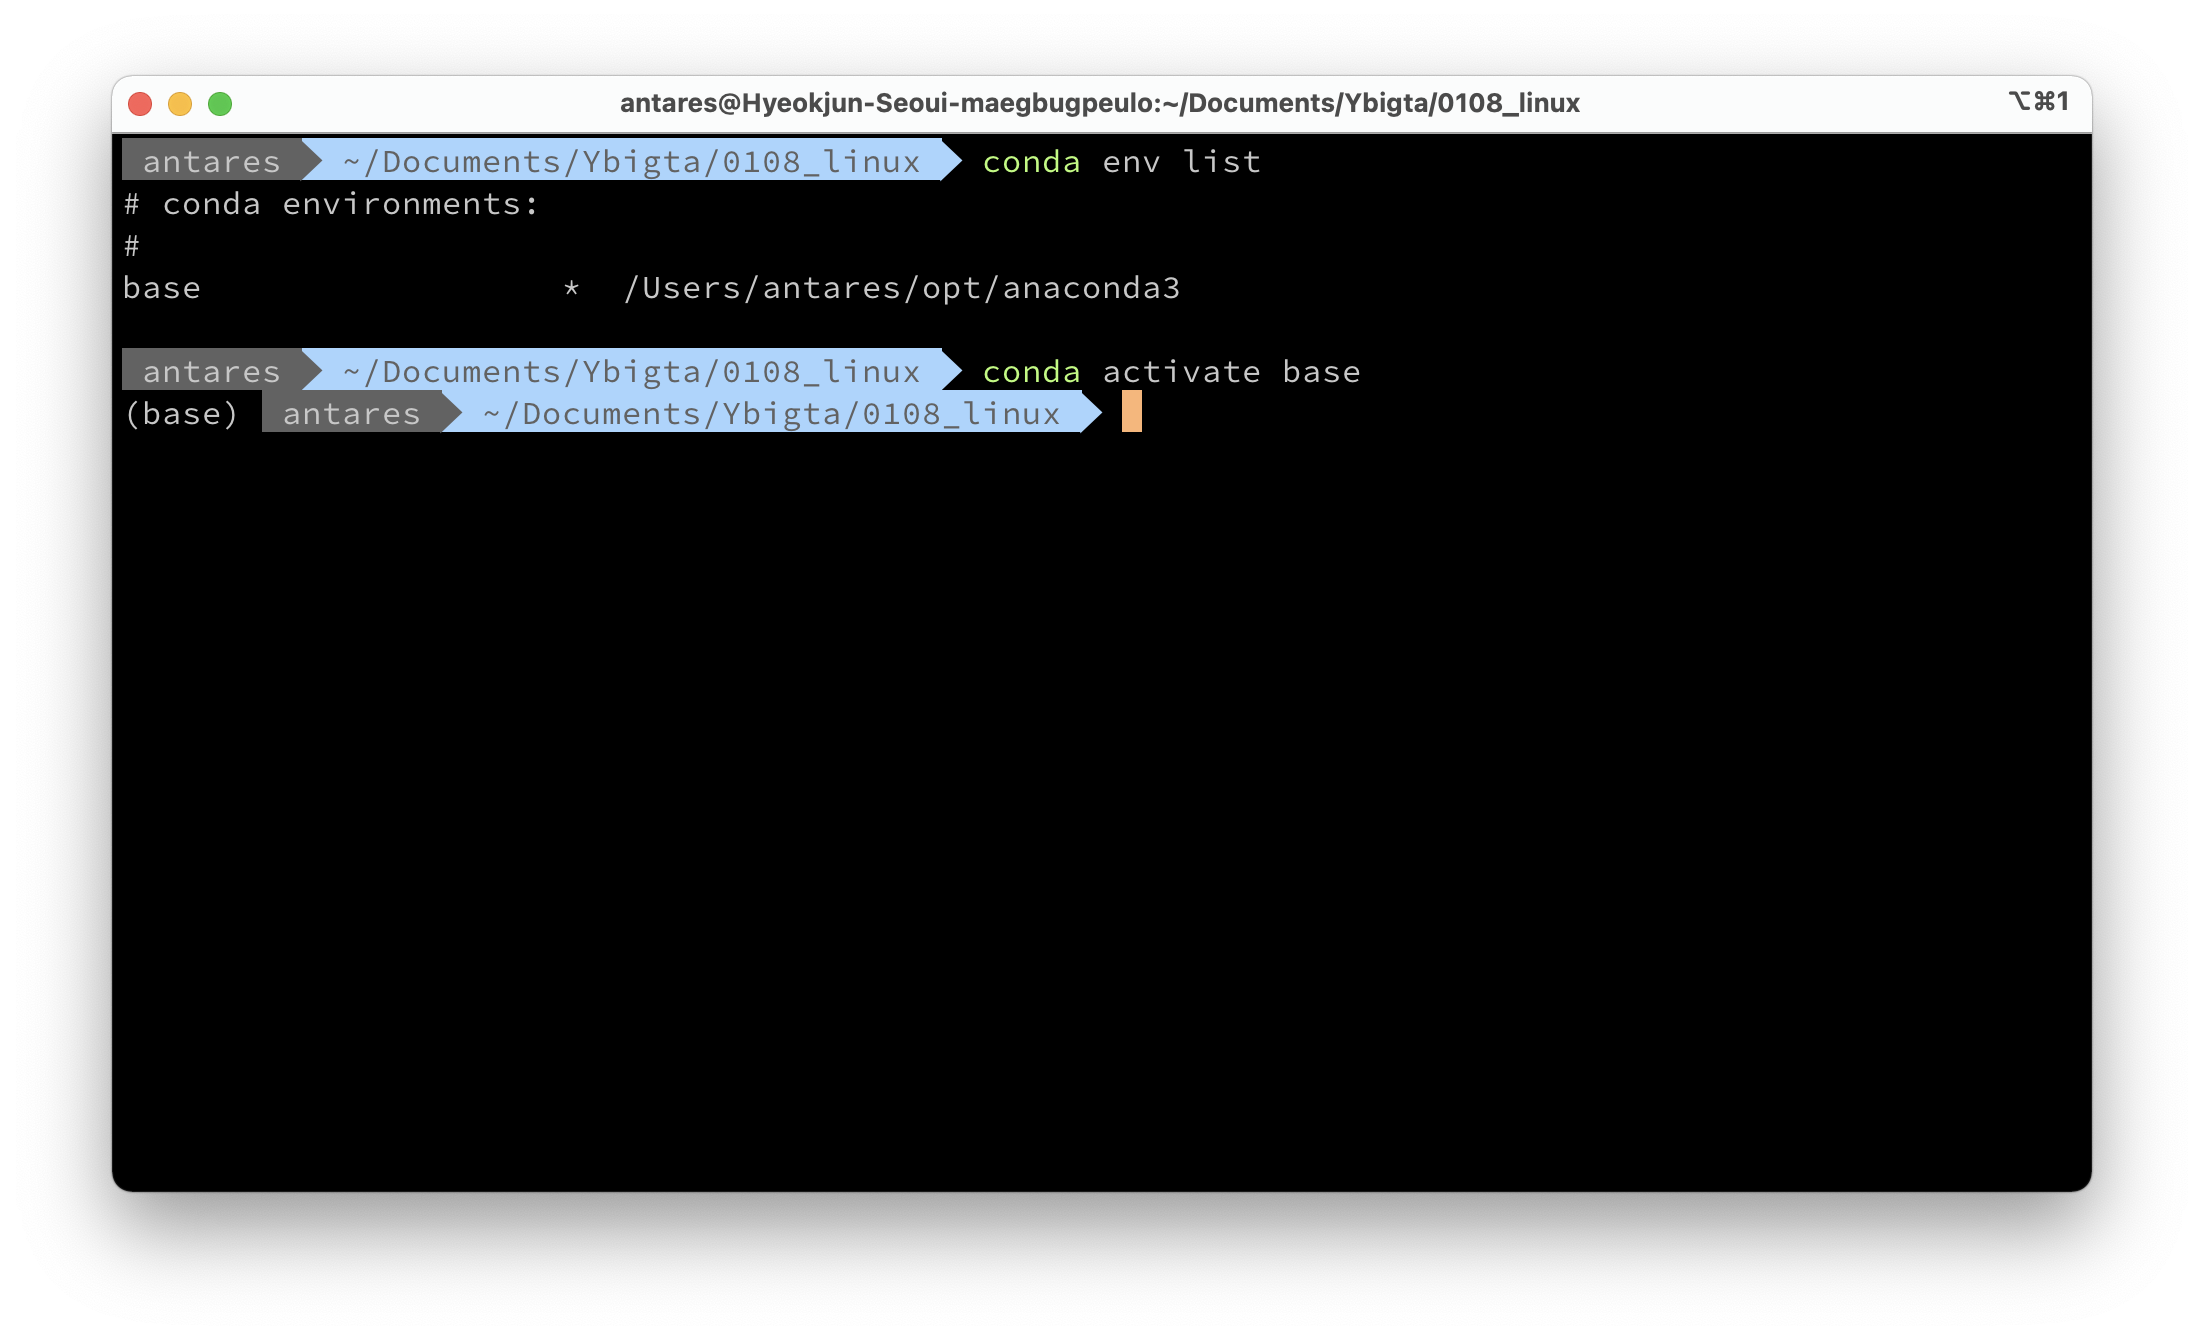 antares@Hyeokjun-Seoui-maegbugpeulo:~/Documents/Ybigta/0108_linux ⌥⌘1
antares ~/Documents/Ybigta/0108_linux conda env list
# conda environments:
#
base * /Users/antares/opt/anaconda3
antares ~/Documents/Ybigta/0108_linux conda activate base
(base) antares ~/Documents/Ybigta/0108_linux